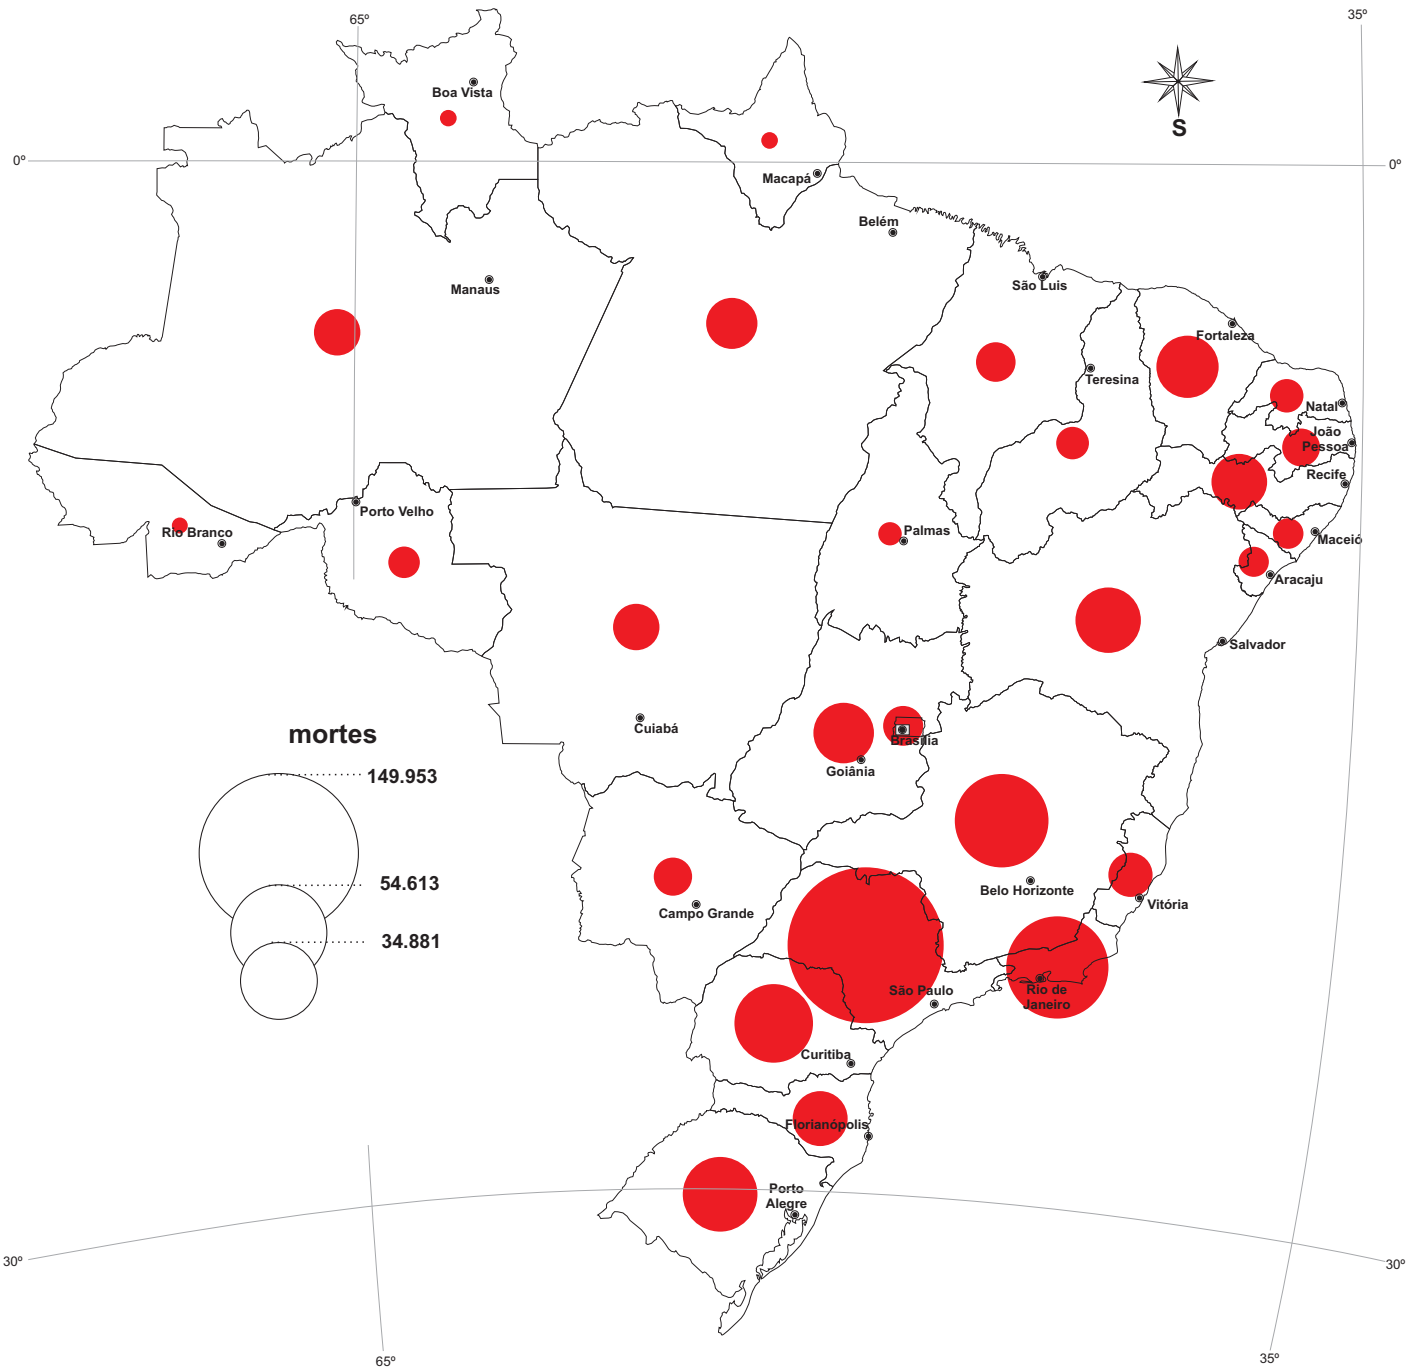 65º
35º
Boa Vista
S
0º
0º
Macapá
Belém
Manaus
São Luis
Fortaleza
Teresina
Natal
João
Pessoa
Recife
Porto Velho
Rio Branco
Palmas
Maceió
Aracaju
Salvador
Cuiabá
Brasília
Goiânia
mortes
149.953
54.613
34.881
Belo Horizonte
Campo Grande
Vitória
São Paulo
Rio de
Janeiro
Curitiba
Florianópolis
Porto
Alegre
30º
30º
65º
35º